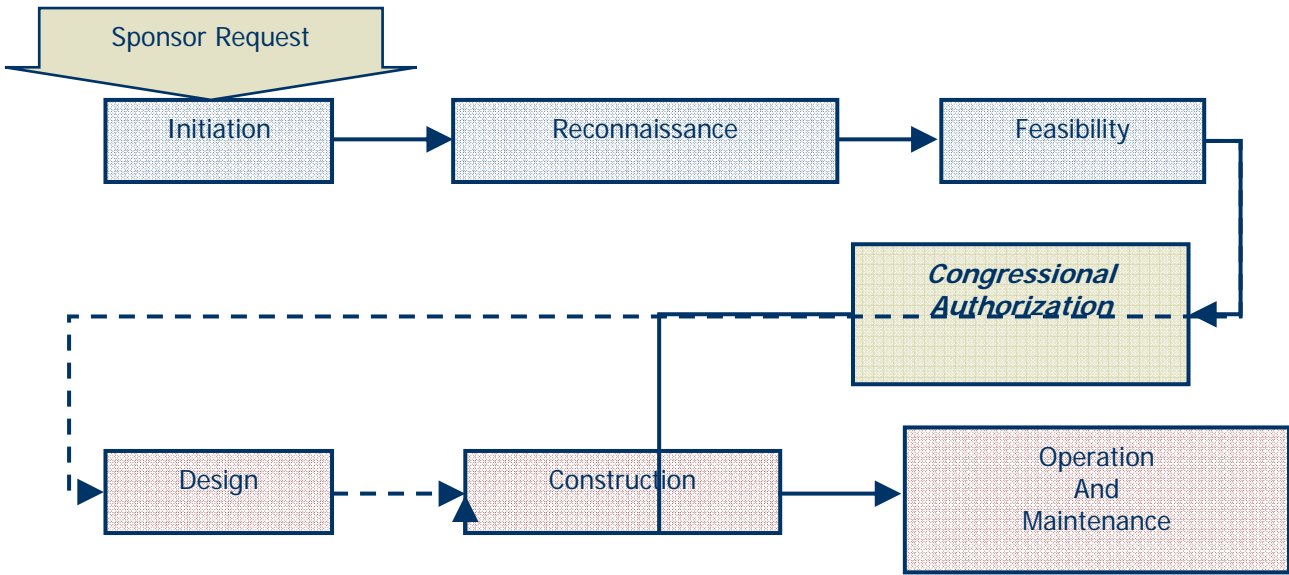 Sponsor Request
Initiation
Reconnaissance
Feasibility
Congressional
Authorization
Design
Construction
Operation
And
Maintenance